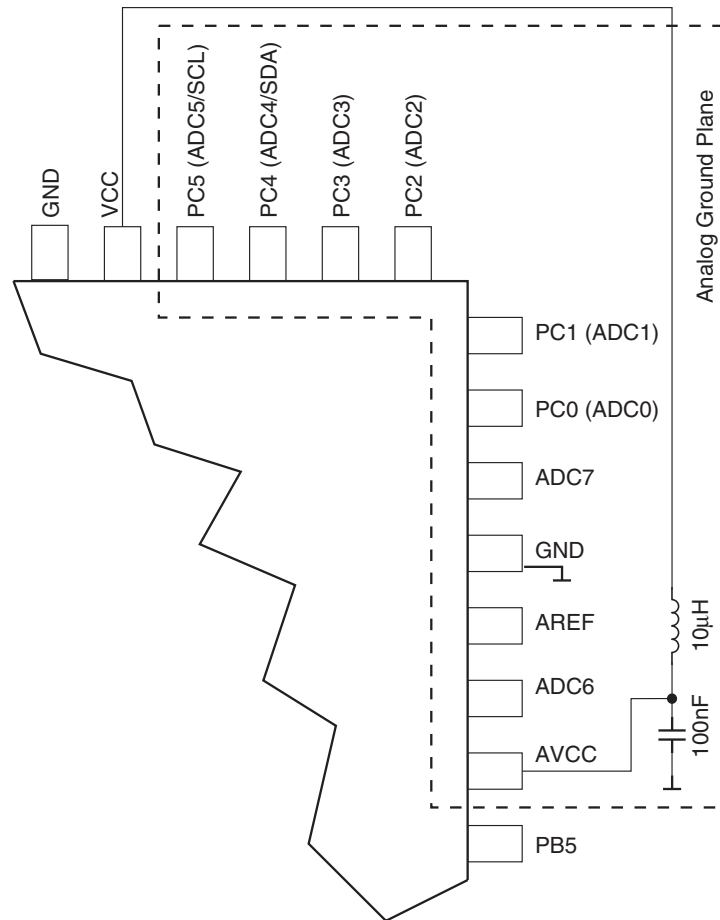 GND
VCC
PC5 (ADC5/SCL)
PC4 (ADC4/SDA)
PC3 (ADC3)
PC2 (ADC2)
Analog Ground Plane
PC1 (ADC1)
PC0 (ADC0)
ADC7
GND
AREF
10µH
ADC6
AVCC
100nF
PB5